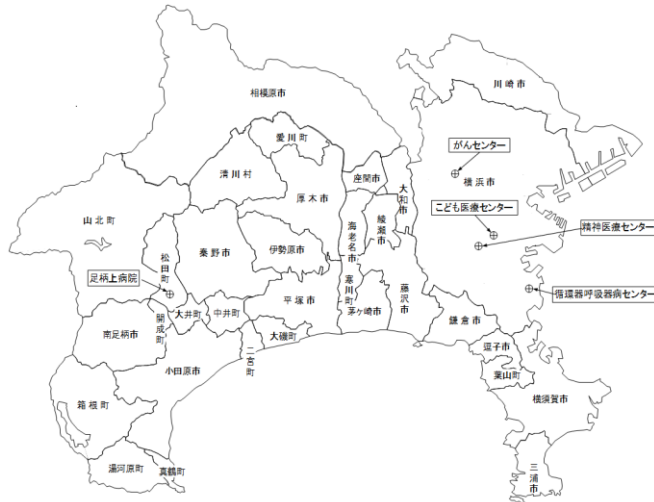 川崎市
相模原市
愛川町
がんセンター
清川村
座間市
横浜市
厚木市
大和市
山北町
こども医療センター
海老名市
綾瀬市
精神医療センター
秦野市
伊勢原市
松田町
足柄上病院
寒川町
藤沢市
循環器呼吸器病センター
平塚市
大井町
中井町
茅ヶ崎市
鎌倉市
開成町
南足柄市
大磯町
二宮町
逗子市
小田原市
葉山町
箱根町
横須賀市
湯河原町
真鶴町
三浦市